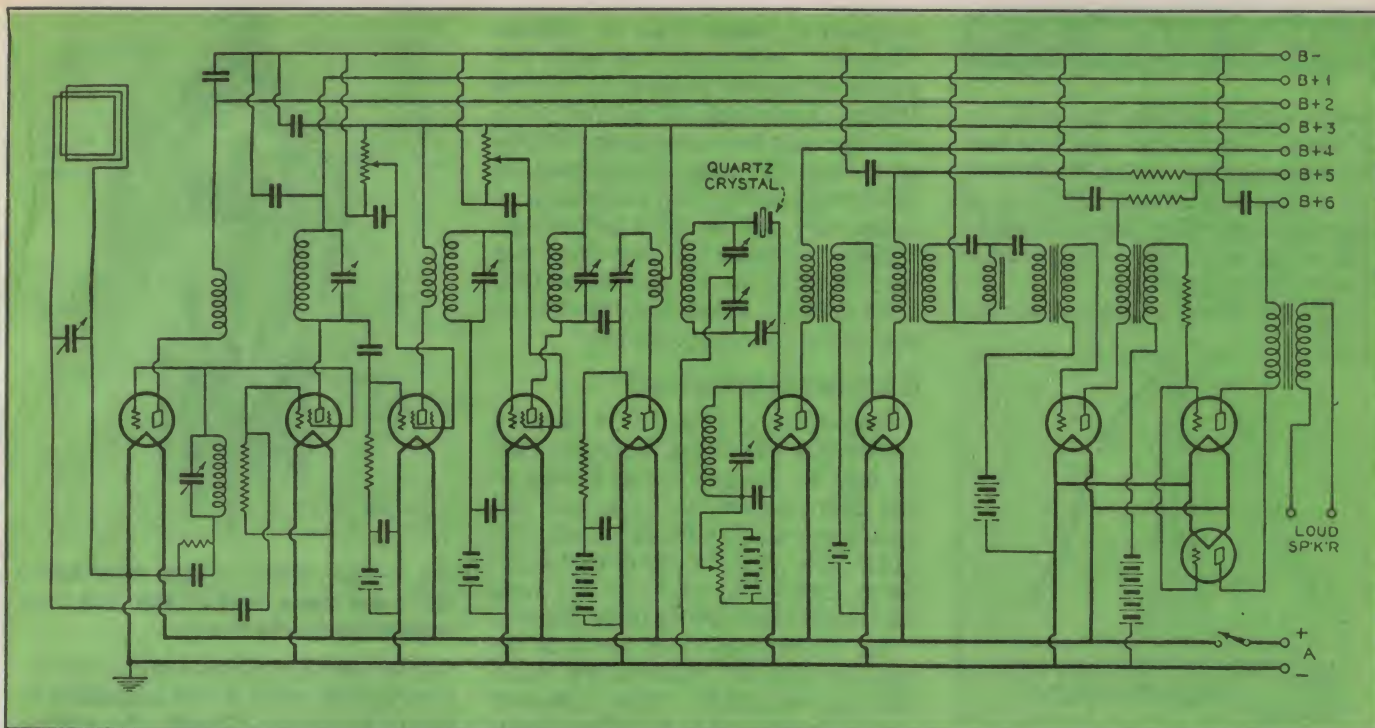 B-
B+1
B+2
B+3
B+4
B+5
B+6
QUARTZ
CRYSTAL
LOUD
SP'K'R
+
A
-